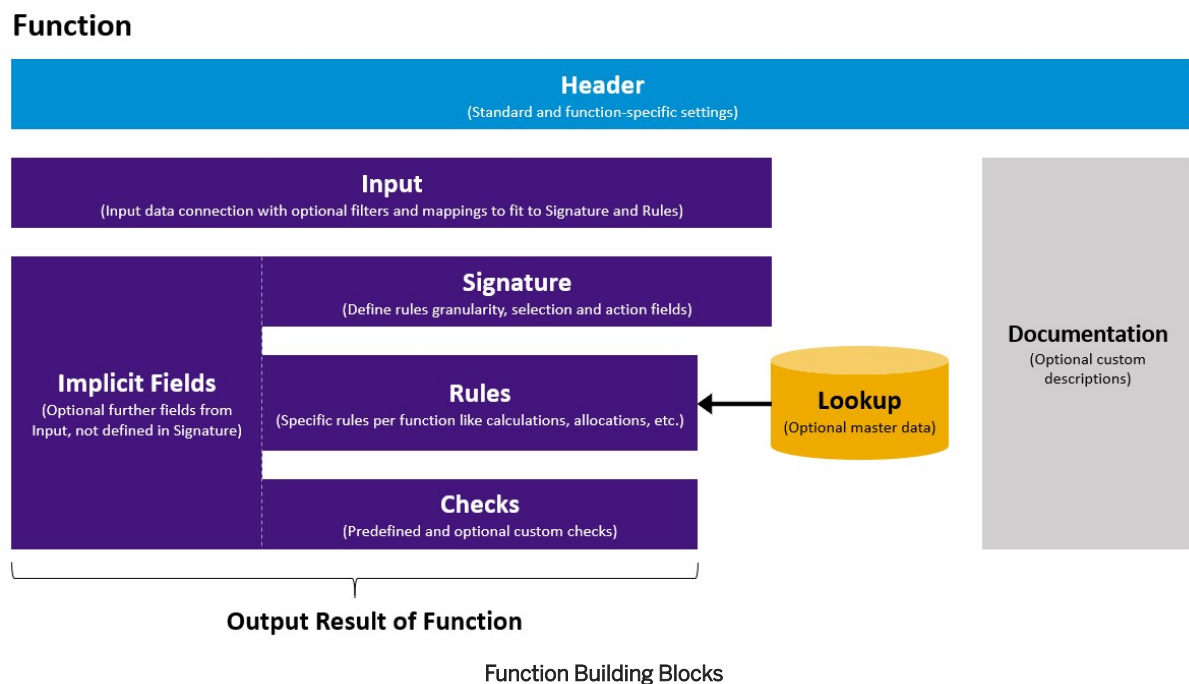 Function
Header
(Standard and function-specific settings)
Input
(Input data connection with optional filters and mappings to fit to Signature and Rules)
Signature
(Define rules granularity, selection and action fields)
Implicit Fields
(Optional further fields from
Input, not defined in Signature)
Rules
(Specific rules per function like calculations, allocations, etc.)
Lookup
(Optional master data)
Documentation
(Optional custom
descriptions)
Checks
(Predefined and optional custom checks)
Output Result of Function
Function Building Blocks